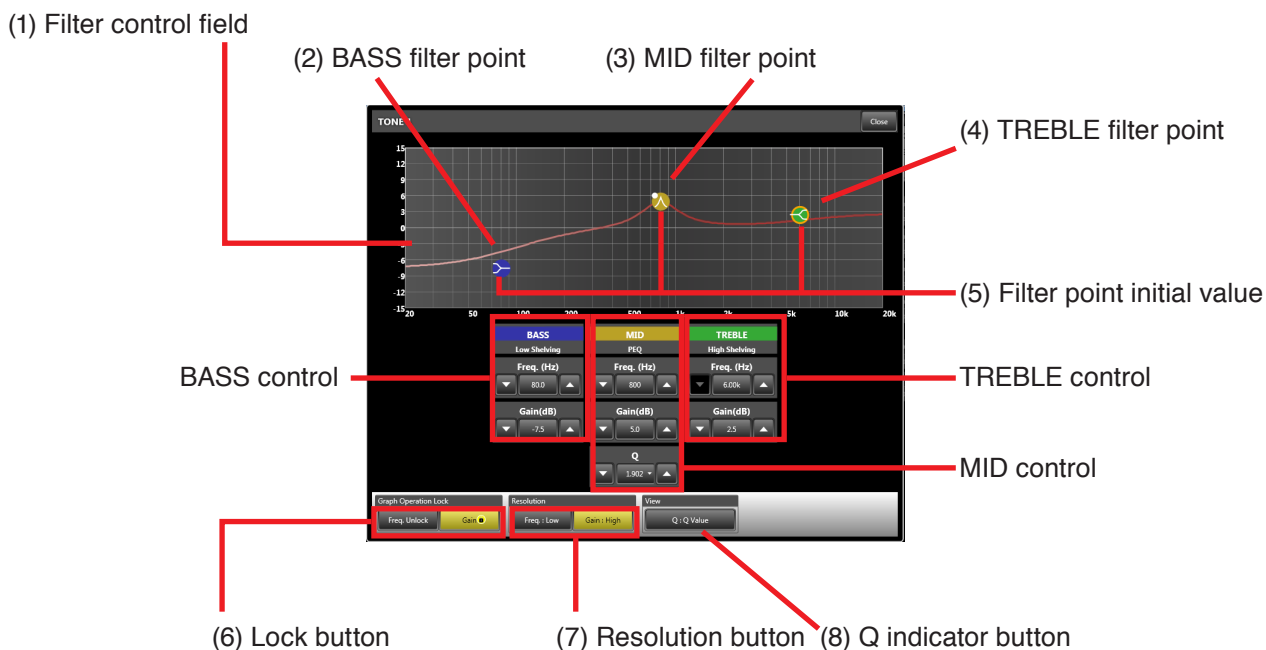 (1) Filter control field
(2) BASS filter point
(3) MID filter point
(4) TREBLE filter point
Close
15
12
9
6
3
0
-6
-9
-12
-15
20
50
100
200
500
1k
2k
5k
10k
20k
(5) Filter point initial value
BASS
MID
TREBLE
Low Shelving
PEQ
High Shelving
Freq. (Hz)
Freq. (Hz)
Freq. (Hz)
80.0
800
6.00k
BASS control
TREBLE control
Gain(dB)
Gain(dB)
Gain(dB)
-7.5
5.0
2.5
Q
1.902
MID control
Graph Operation Lock
Resolution
View
Freq. Unlock
Gain
Freq. : Low
Gain : High
Q : Q Value
(6) Lock button
(7) Resolution button
(8) Q indicator button